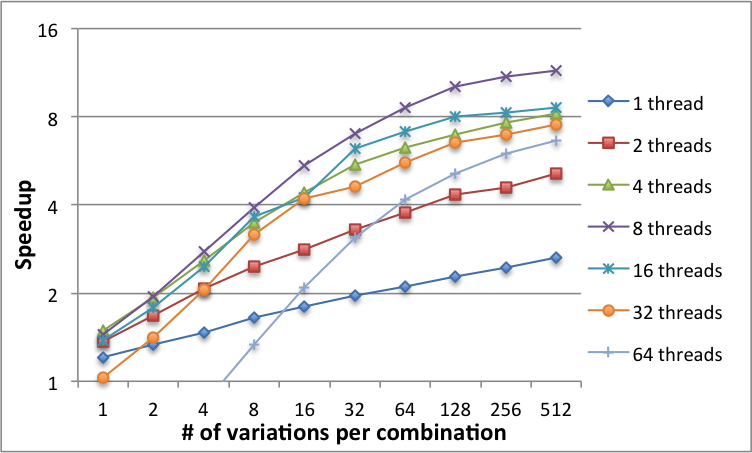 16
8
4
2
1
Speedup
1 2 4 8 16 32 64 128 256 512
# of variations per combination
1 thread
2 threads
4 threads
8 threads
16 threads
32 threads
64 threads